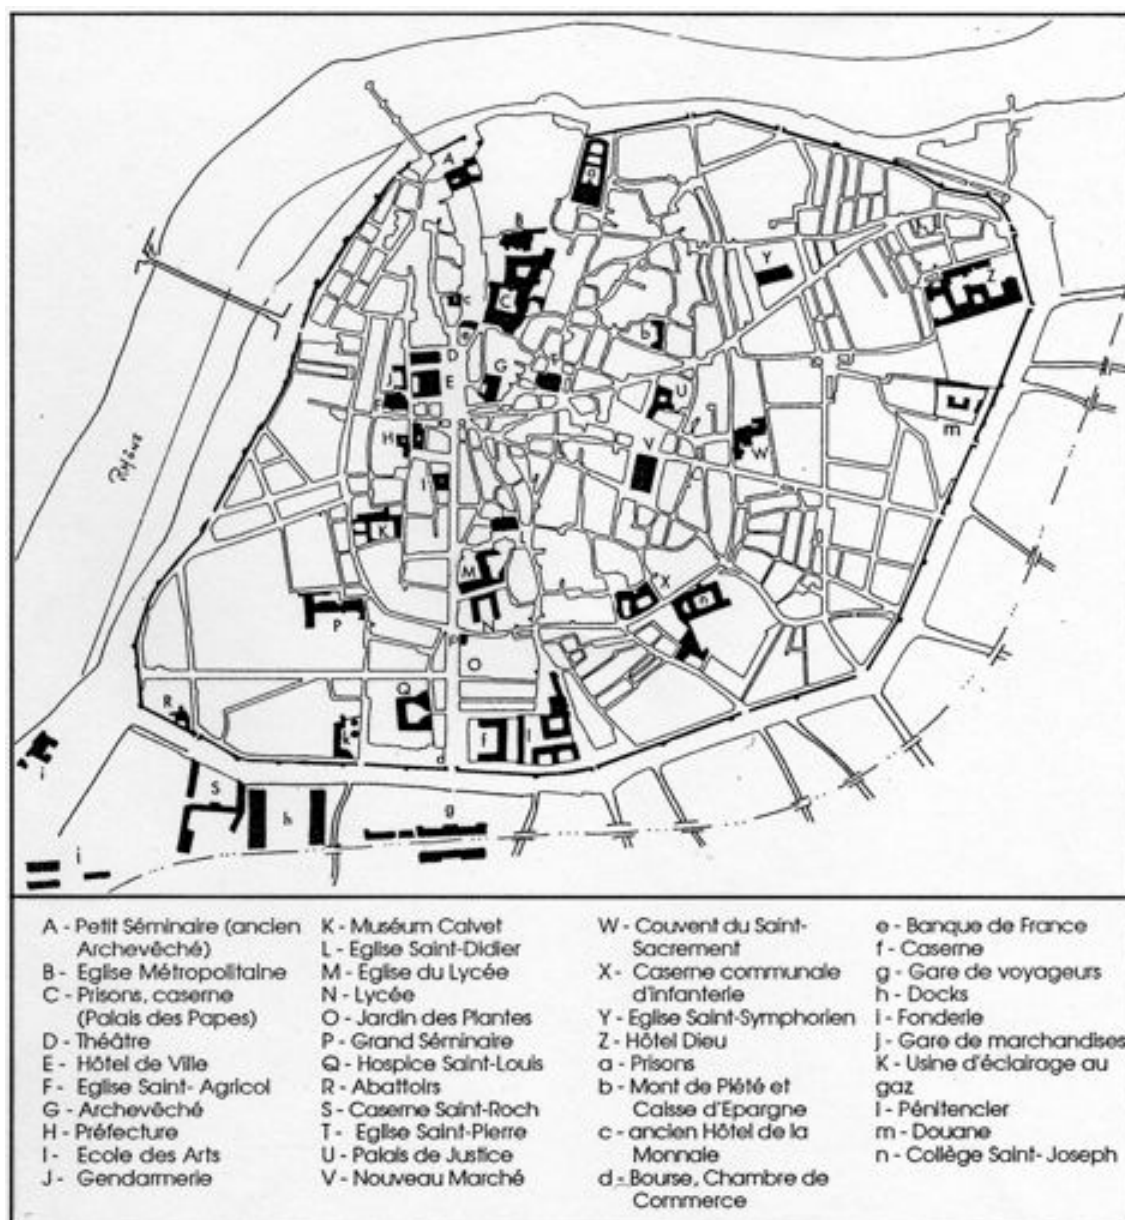 A
B
a
Y
Z
c
C
e
b
D
G
E
J
U
H
V
W
m
I
K
M
X
n
N
P
O
Q
R
f
l
d
S
h
g
i
j
Rhône
A - Petit Séminaire (ancien
Archevêché)
B - Eglise Métropolitaine
C - Prisons, caserne
(Palais des Papes)
D - Théâtre
E - Hôtel de Ville
F - Eglise Saint- Agricol
G - Archevêché
H - Préfecture
I - Ecole des Arts
J - Gendarmerie
K - Muséum Calvet
L - Eglise Saint-Didier
M - Eglise du Lycée
N - Lycée
O - Jardin des Plantes
P - Grand Séminaire
Q - Hospice Saint-Louis
R - Abattoirs
S - Caserne Saint-Roch
T - Eglise Saint-Pierre
U - Palais de Justice
V - Nouveau Marché
W - Couvent du Saint-
Sacrement
X - Caserne communale
d'infanterie
Y - Eglise Saint-Symphorien
Z - Hôtel Dieu
a - Prisons
b - Mont de Piété et
Caisse d'Epargne
c - ancien Hôtel de la
Monnaie
d - Bourse, Chambre de
Commerce
e - Banque de France
f - Caserne
g - Gare de voyageurs
h - Docks
i - Fonderie
j - Gare de marchandises
K - Usine d'éclairage au
gaz
l - Pénitencier
m - Douane
n - Collège Saint- Joseph